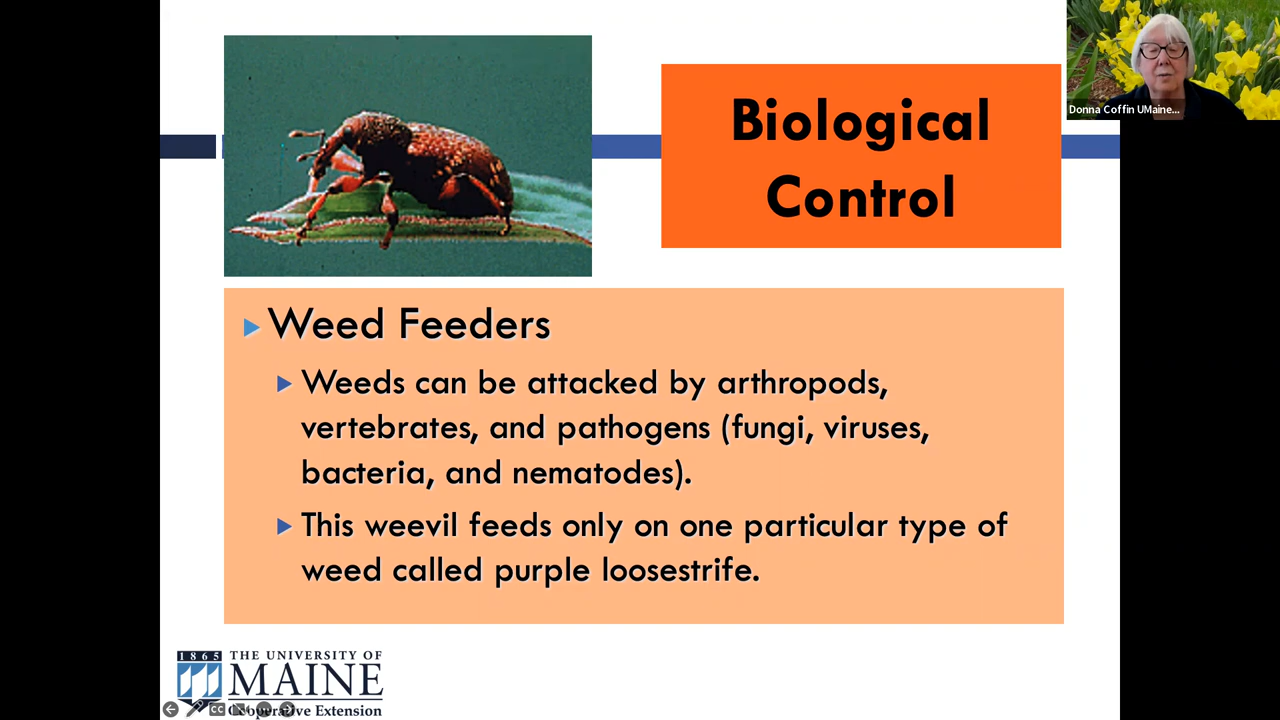 Biological
Control
Donna Coffin UMaine...
Weed Feeders
Weeds can be attacked by arthropods,
vertebrates, and pathogens (fungi, viruses,
bacteria, and nematodes).
This weevil feeds only on one particular type of
weed called purple loosestrife.
1865 THE UNIVERSITY OF
MAINE
CC
Cooperative Extension